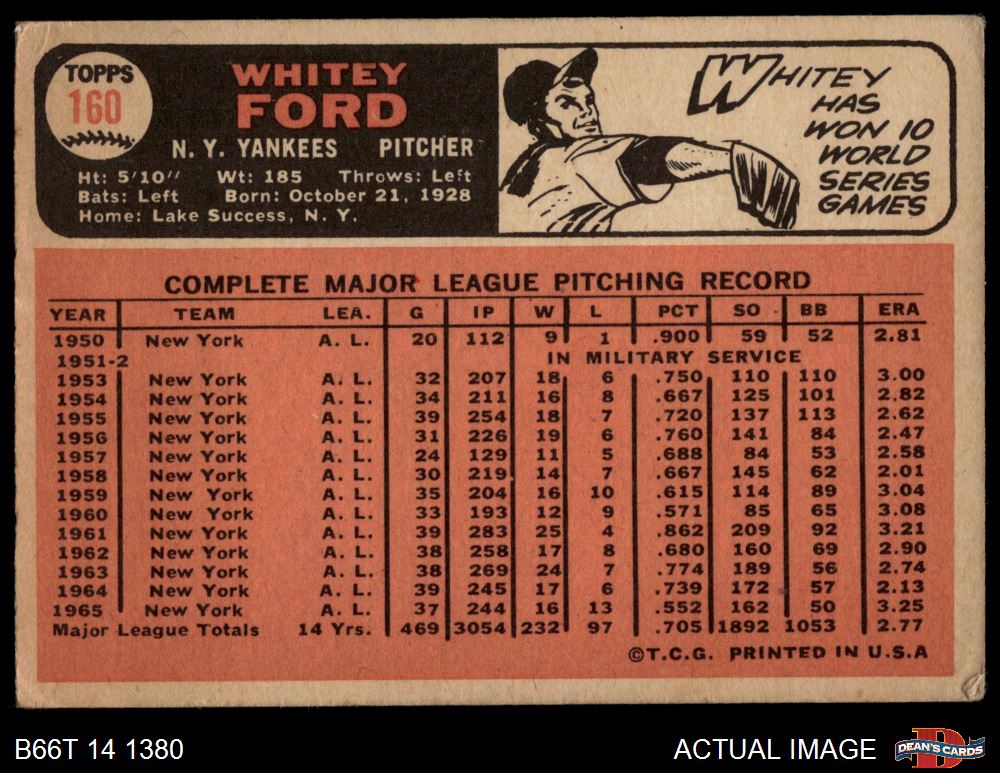 TOPPS
160
WHITEY
FORD
N. Y. YANKEES PITCHER
Ht: 5'10" Wt: 185 Throws: Left
Bats: Left Born: October 21, 1928
Home: Lake Success, N. Y.
WHITEY
HAS
WON 10
WORLD
SERIES
GAMES
COMPLETE MAJOR LEAGUE PITCHING RECORD
YEAR TEAM LEA. G IP W L PCT SO BB ERA
1950 New York A. L. 20 112 9 1 .900 59 52 2.81
1951-2 IN MILITARY SERVICE
1953 New York A. L. 32 207 18 6 .750 110 110 3.00
1954 New York A. L. 34 211 16 8 .667 125 101 2.82
1955 New York A. L. 39 254 18 7 .720 137 113 2.62
1956 New York A. L. 31 226 19 6 .760 141 84 2.47
1957 New York A. L. 24 129 11 5 .688 84 53 2.58
1958 New York A. L. 30 219 14 7 .667 145 62 2.01
1959 New York A. L. 35 204 16 10 .615 114 89 3.04
1960 New York A. L. 33 193 12 9 .571 85 65 3.08
1961 New York A. L. 39 283 25 4 .862 209 92 3.21
1962 New York A. L. 38 258 17 8 .680 160 69 2.90
1963 New York A. L. 38 269 24 7 .774 189 56 2.74
1964 New York A. L. 39 245 17 6 .739 172 57 2.13
1965 New York A. L. 37 244 16 13 .552 162 50 3.25
Major League Totals 14 Yrs. 469 3054 232 97 .705 1892 1053 2.77
©T.C.G. PRINTED IN U.S.A
B66T 14 1380
ACTUAL IMAGE
D
DEAN'S CARDS